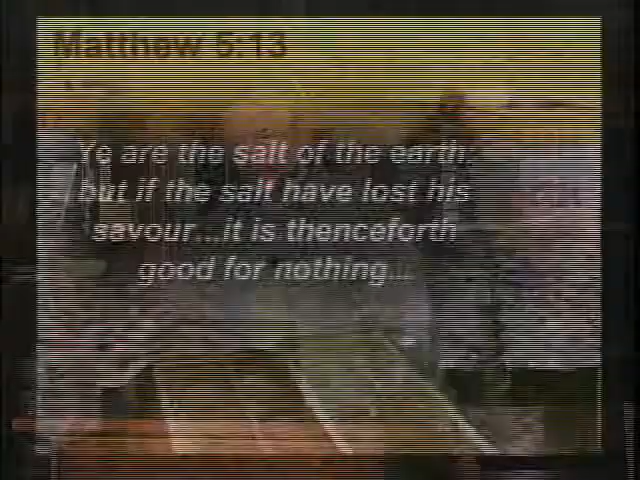 Matthew 5:13
Ye are the salt of the earth:
but if the salt have lost his
savour...it is thenceforth
good for nothing...